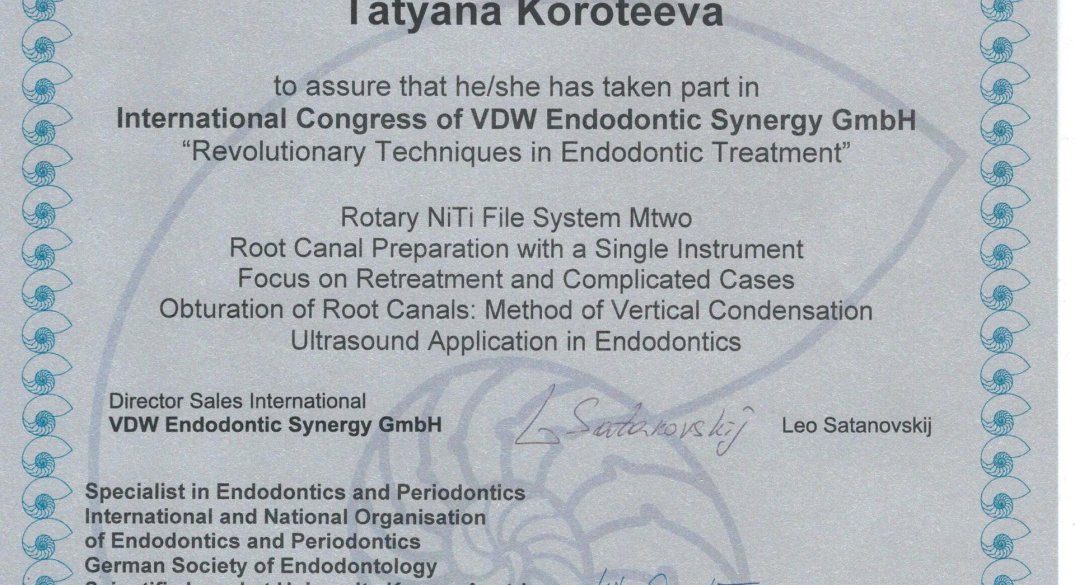 Tatyana Koroteeva
to assure that he/she has taken part in
International Congress of VDW Endodontic Synergy GmbH
“Revolutionary Techniques in Endodontic Treatment”
Rotary NiTi File System Mtwo
Root Canal Preparation with a Single Instrument
Focus on Retreatment and Complicated Cases
Obturation of Root Canals: Method of Vertical Condensation
Ultrasound Application in Endodontics
Director Sales International
VDW Endodontic Synergy GmbH
L Satanovskij
Leo Satanovskij
Specialist in Endodontics and Periodontics
International and National Organisation
of Endodontics and Periodontics
German Society of Endodontology